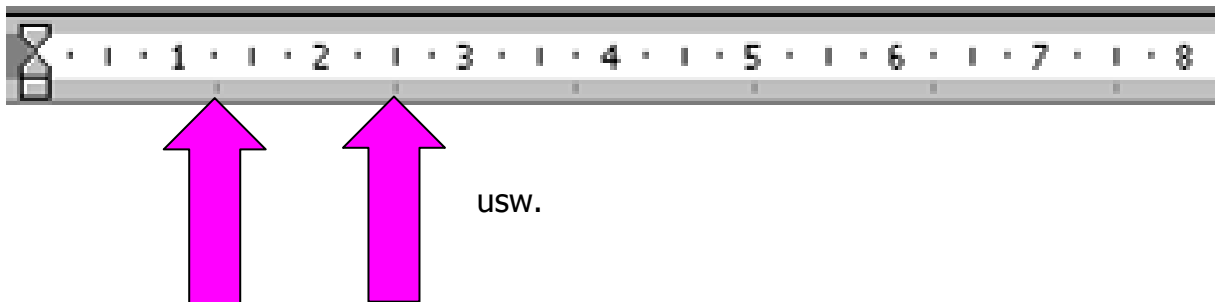 · ı · 1 · ı · 2 · ı · 3 · ı · 4 · ı · 5 · ı · 6 · ı · 7 · ı · 8
usw.